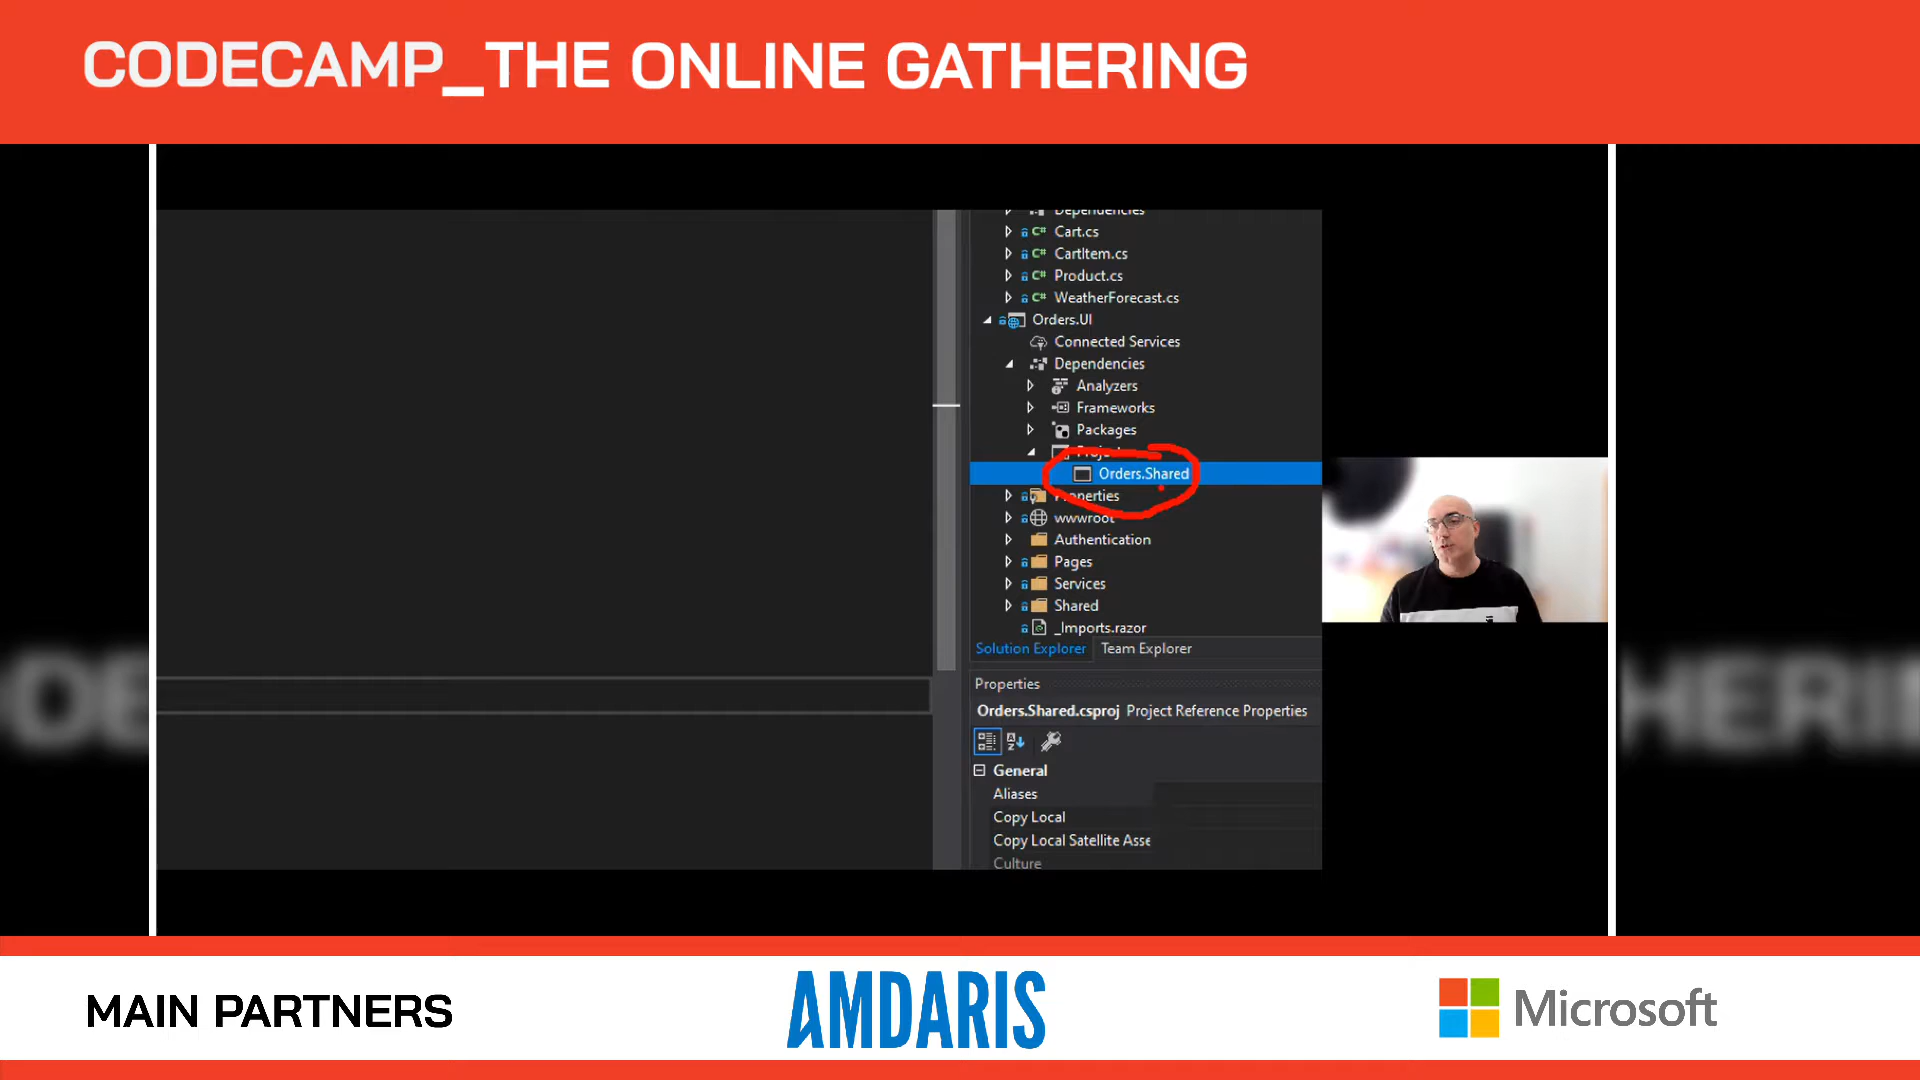 CODECAMP_THE ONLINE GATHERING
Dependencies
C# Cart.cs
C# CartItem.cs
C# Product.cs
C# WeatherForecast.cs
Orders.UI
Connected Services
Dependencies
Analyzers
Frameworks
Packages
Orders.Shared
Properties
wwwroot
Authentication
Pages
Services
Shared
_Imports.razor
Solution Explorer Team Explorer
Properties
Orders.Shared.csproj Project Reference Properties
General
Aliases
Copy Local
Copy Local Satellite Asse
Culture
MAIN PARTNERS
AMDARIS
Microsoft